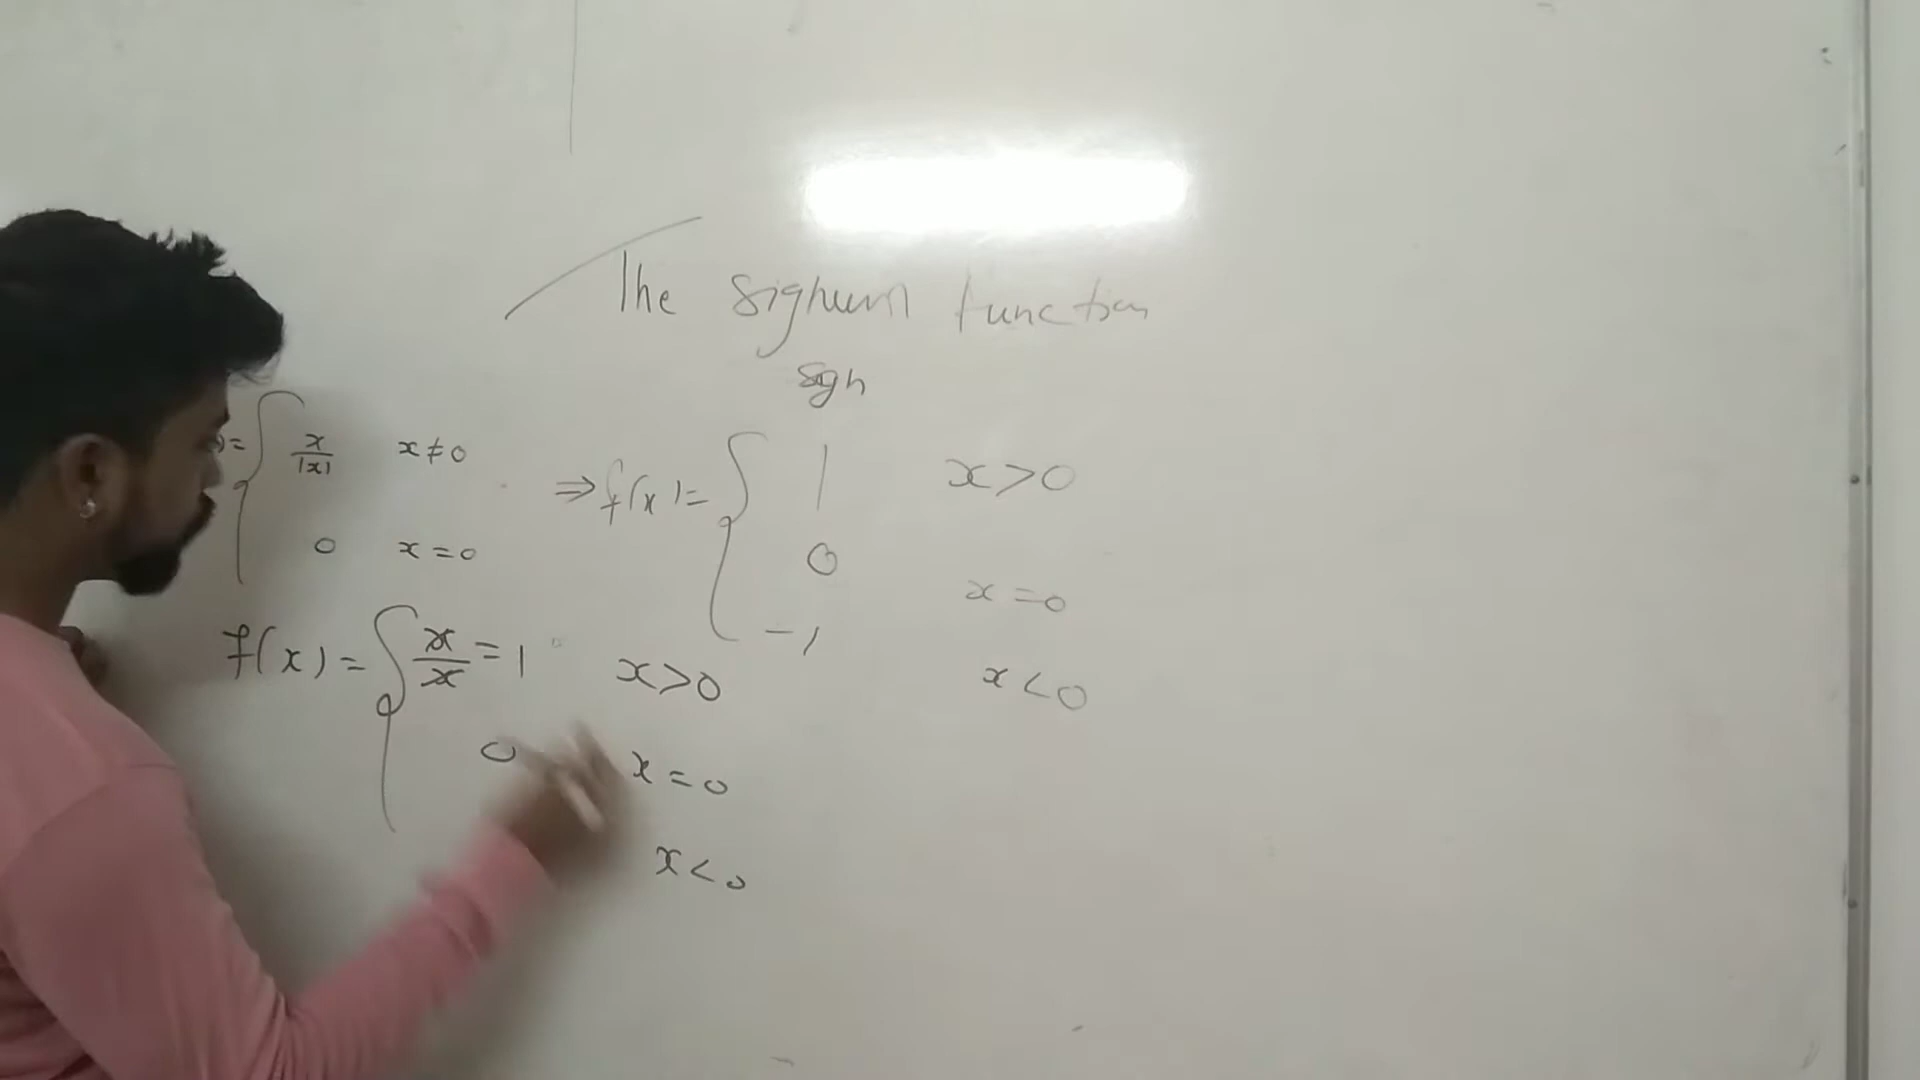 The signum function
sgn
)= { x/|x| x≠0
0 x=0
⇒ f(x)= { 1 x>0
0 x=0
-1 x<0
f(x)= { x/x =1 x>0
0 x=0
x<0